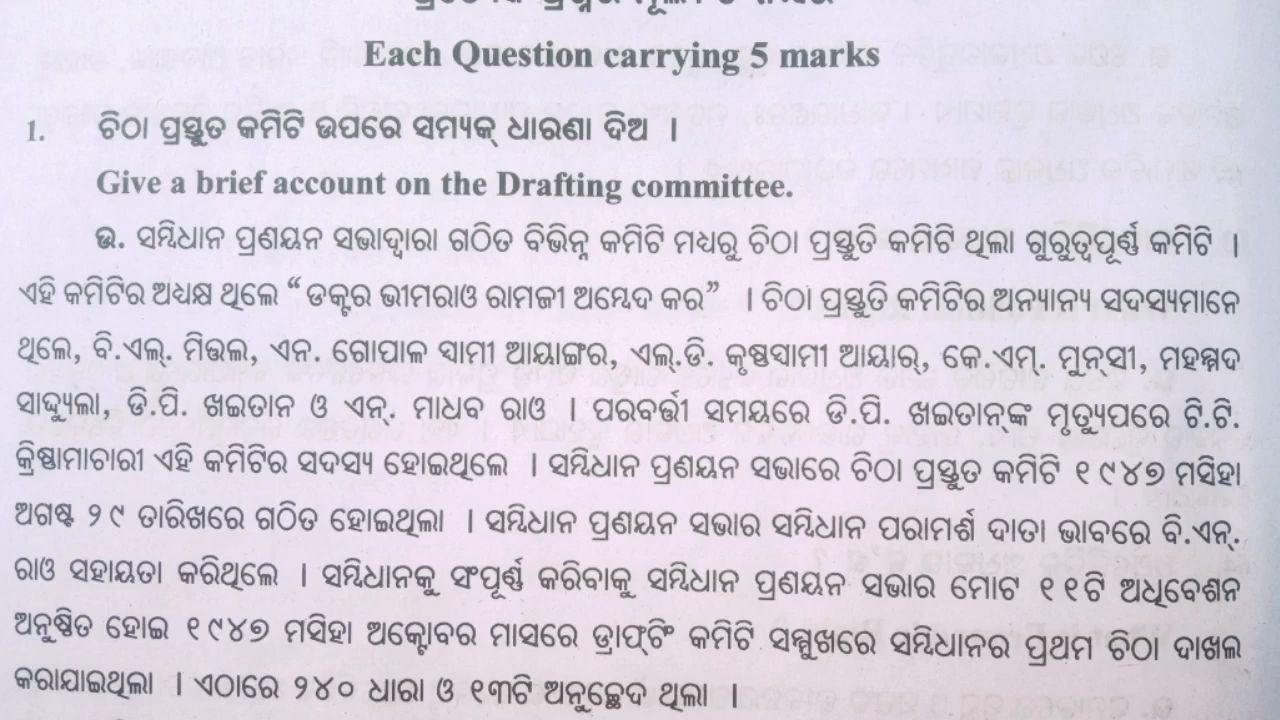 Each Question carrying 5 marks
1. ଚିଠା ପ୍ରସ୍ତୁତ କମିଟି ଉପରେ ସମ୍ୟକ୍ ଧାରଣା ଦିଅ ।
Give a brief account on the Drafting committee.
ଉ. ସମ୍ବିଧାନ ପ୍ରଣୟନ ସଭାଦ୍ୱାରା ଗଠିତ ବିଭିନ୍ନ କମିଟି ମଧ୍ୟରୁ ଚିଠା ପ୍ରସ୍ତୁତି କମିଟି ଥିଲା ଗୁରୁତ୍ୱପୂର୍ଣ୍ଣ କମିଟି ।
ଏହି କମିଟିର ଅଧ୍ୟକ୍ଷ ଥିଲେ “ଡକ୍ଟର ଭୀମରାଓ ରାମଜୀ ଅମ୍ବେଦ କର” । ଚିଠା ପ୍ରସ୍ତୁତି କମିଟିର ଅନ୍ୟାନ୍ୟ ସଦସ୍ୟମାନେ
ଥିଲେ, ବି.ଏଲ୍. ମିତ୍ତଲ, ଏନ. ଗୋପାଳ ସ୍ୱାମୀ ଆୟାଙ୍ଗର, ଏଲ୍.ଡି. କୃଷ୍ଣସ୍ୱାମୀ ଆୟାର୍, କେ.ଏମ୍. ମୁନ୍‌ସୀ, ମହମ୍ମଦ
ସାଦ୍ଦୁଲା, ଡି.ପି. ଖଇତାନ ଓ ଏନ୍. ମାଧବ ରାଓ । ପରବର୍ତ୍ତୀ ସମୟରେ ଡି.ପି. ଖଇତାନ୍‌ଙ୍କ ମୃତ୍ୟୁପରେ ଟି.ଟି.
କ୍ରିଷ୍ଣାମାଚାରୀ ଏହି କମିଟିର ସଦସ୍ୟ ହୋଇଥିଲେ । ସମ୍ବିଧାନ ପ୍ରଣୟନ ସଭାରେ ଚିଠା ପ୍ରସ୍ତୁତ କମିଟି ୧୯୪୭ ମସିହା
ଅଗଷ୍ଟ ୨୯ ତାରିଖରେ ଗଠିତ ହୋଇଥିଲା । ସମ୍ବିଧାନ ପ୍ରଣୟନ ସଭାର ସମ୍ବିଧାନ ପରାମର୍ଶ ଦାତା ଭାବରେ ବି.ଏନ୍.
ରାଓ ସହାୟତା କରିଥିଲେ । ସମ୍ବିଧାନକୁ ସଂପୂର୍ଣ୍ଣ କରିବାକୁ ସମ୍ବିଧାନ ପ୍ରଣୟନ ସଭାର ମୋଟ ୧୧ଟି ଅଧିବେଶନ
ଅନୁଷ୍ଠିତ ହୋଇ ୧୯୪୭ ମସିହା ଅକ୍ଟୋବର ମାସରେ ଡ୍ରାଫ୍‌ଟିଂ କମିଟି ସମ୍ମୁଖରେ ସମ୍ବିଧାନର ପ୍ରଥମ ଚିଠା ଦାଖଲ
କରାଯାଇଥିଲା । ଏଠାରେ ୨୪୦ ଧାରା ଓ ୧୩ଟି ଅନୁଚ୍ଛେଦ ଥିଲା ।